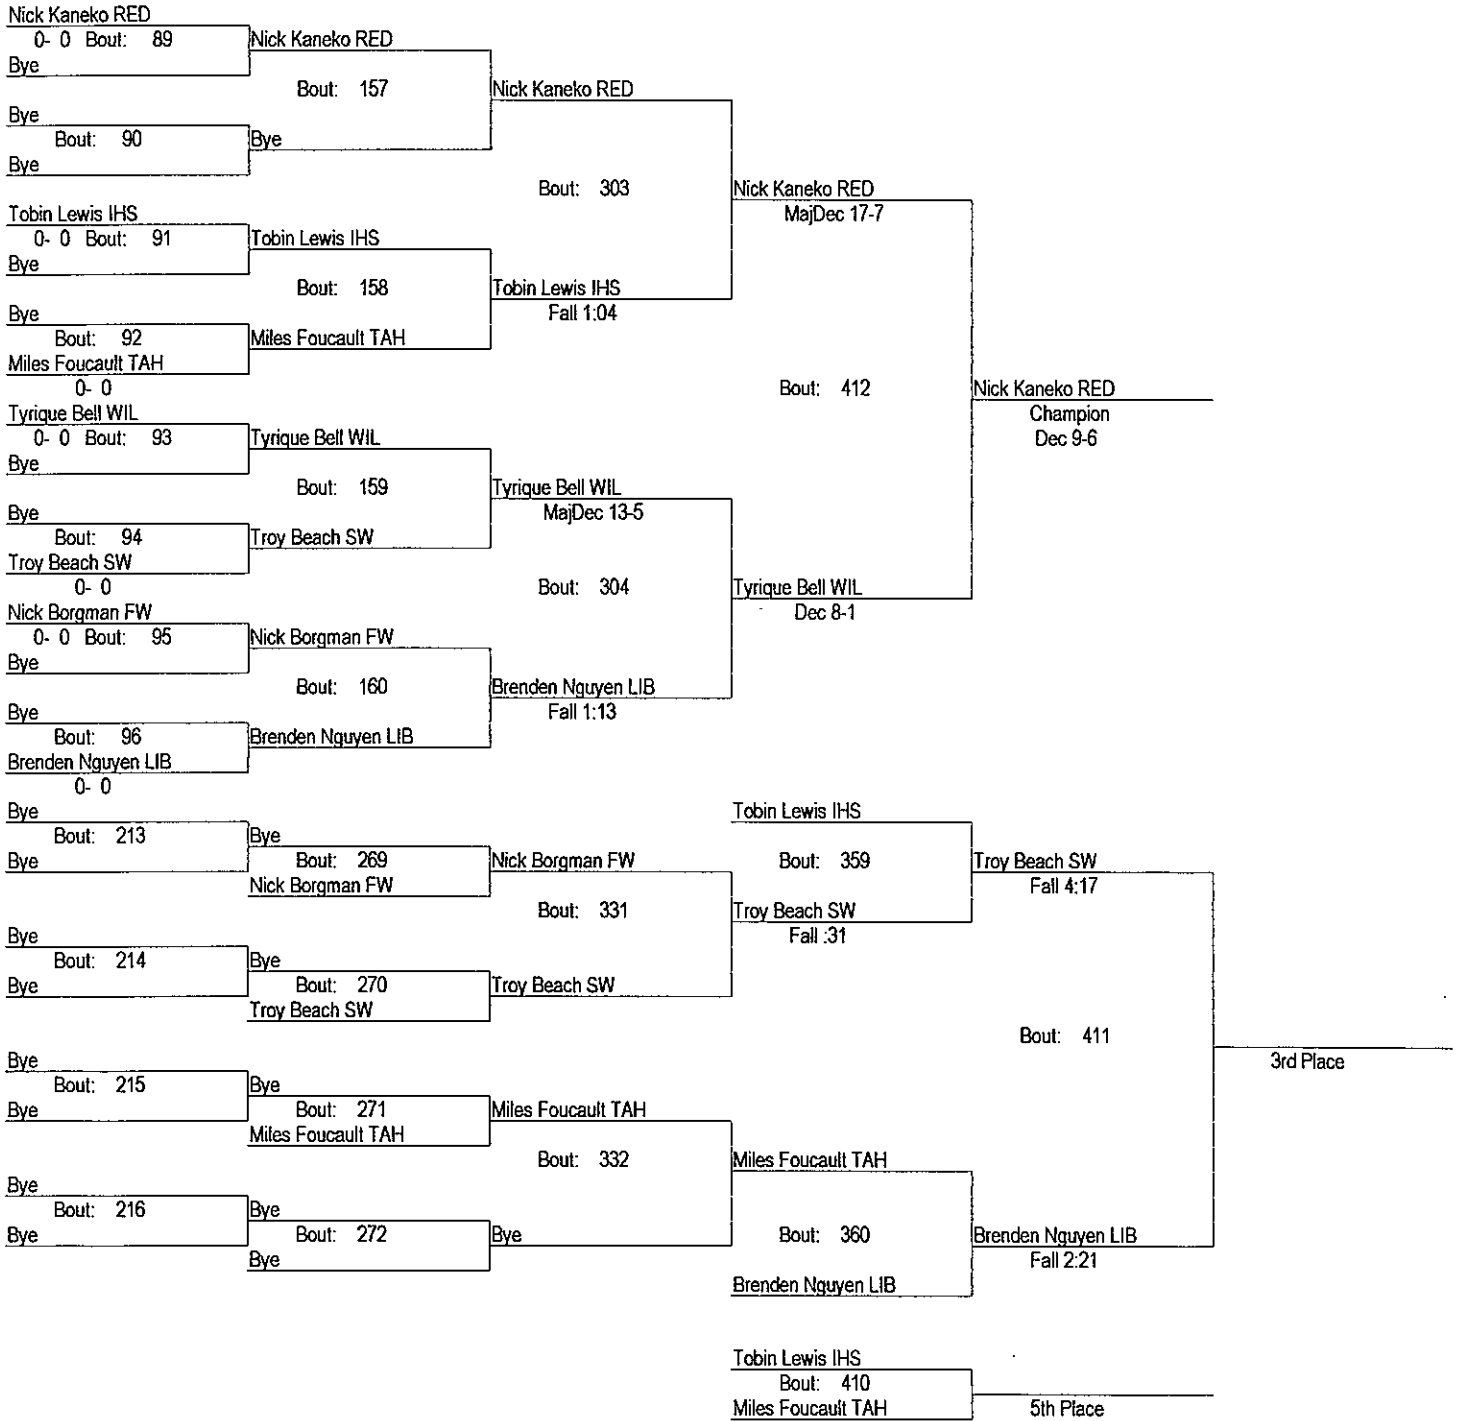 Nick Kaneko RED
0- 0 Bout: 89
Bye
Nick Kaneko RED
Bout: 157
Nick Kaneko RED
Bye
Bout: 90
Bye
Bye
Bout: 303
Nick Kaneko RED
MajDec 17-7
Tobin Lewis IHS
0- 0 Bout: 91
Bye
Tobin Lewis IHS
Bout: 158
Tobin Lewis IHS
Fall 1:04
Bye
Bout: 92
Miles Foucault TAH
0- 0
Miles Foucault TAH
Bout: 412
Nick Kaneko RED
Champion
Dec 9-6
Tyrique Bell WIL
0- 0 Bout: 93
Bye
Tyrique Bell WIL
Bout: 159
Tyrique Bell WIL
MajDec 13-5
Bye
Bout: 94
Troy Beach SW
0- 0
Troy Beach SW
Bout: 304
Tyrique Bell WIL
Dec 8-1
Nick Borgman FW
0- 0 Bout: 95
Bye
Nick Borgman FW
Bout: 160
Brenden Nguyen LIB
Fall 1:13
Bye
Bout: 96
Brenden Nguyen LIB
0- 0
Brenden Nguyen LIB
Bye
Bout: 213
Bye
Bye
Bout: 269
Nick Borgman FW
Nick Borgman FW
Bout: 331
Tobin Lewis IHS
Bout: 359
Troy Beach SW
Fall :31
Troy Beach SW
Fall 4:17
Bye
Bout: 214
Bye
Bye
Bout: 270
Troy Beach SW
Troy Beach SW
Bout: 411
3rd Place
Bye
Bout: 215
Bye
Bye
Bout: 271
Miles Foucault TAH
Miles Foucault TAH
Bout: 332
Miles Foucault TAH
Bye
Bout: 216
Bye
Bye
Bout: 272
Bye
Bye
Bout: 360
Brenden Nguyen LIB
Brenden Nguyen LIB
Fall 2:21
Tobin Lewis IHS
Bout: 410
Miles Foucault TAH
5th Place